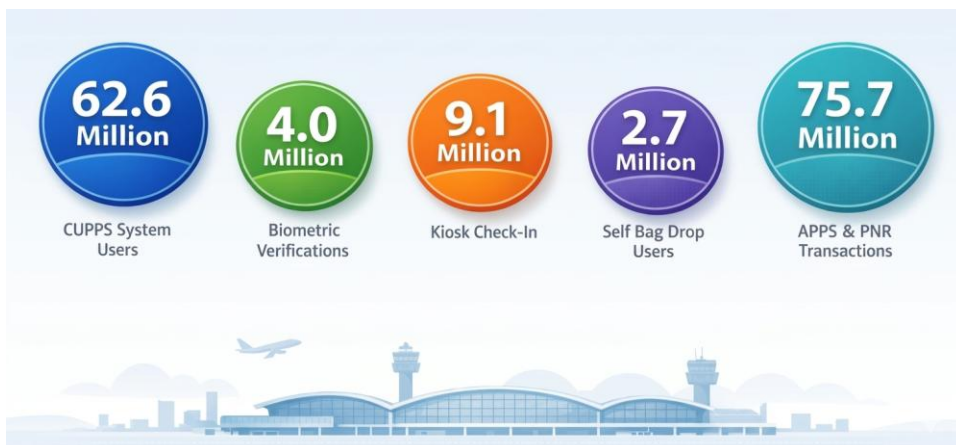 62.6
Million
CUPPS System
Users
4.0
Million
Biometric
Verifications
9.1
Million
Kiosk Check-In
2.7
Million
Self Bag Drop
Users
75.7
Million
APPS & PNR
Transactions